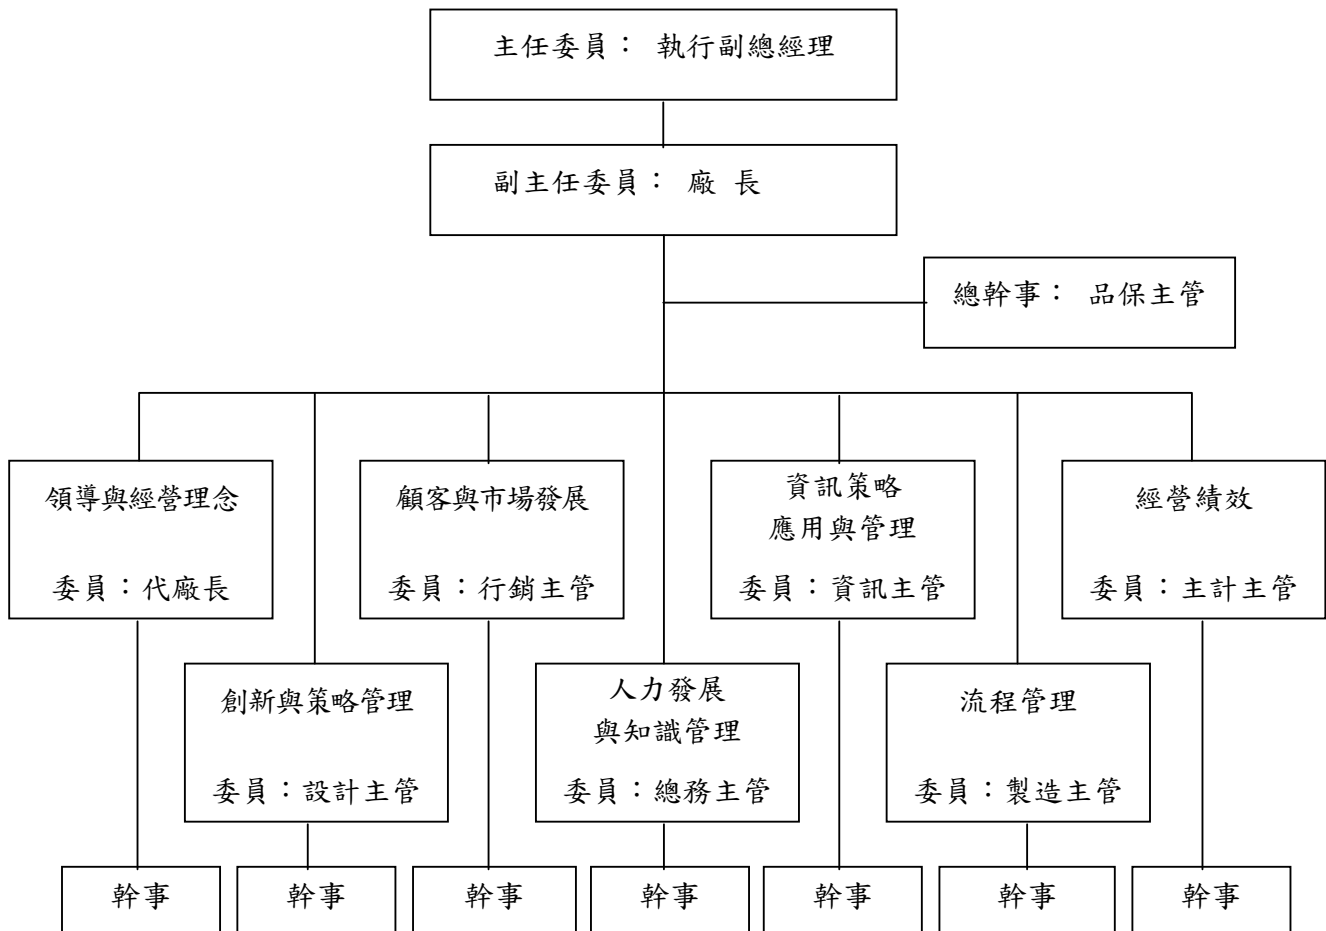 主任委員： 執行副總經理
副主任委員： 廠 長
總幹事： 品保主管
領導與經營理念
委員：代廠長
顧客與市場發展
委員：行銷主管
資訊策略
應用與管理
委員：資訊主管
經營績效
委員：主計主管
創新與策略管理
委員：設計主管
人力發展
與知識管理
委員：總務主管
流程管理
委員：製造主管
幹事
幹事
幹事
幹事
幹事
幹事
幹事